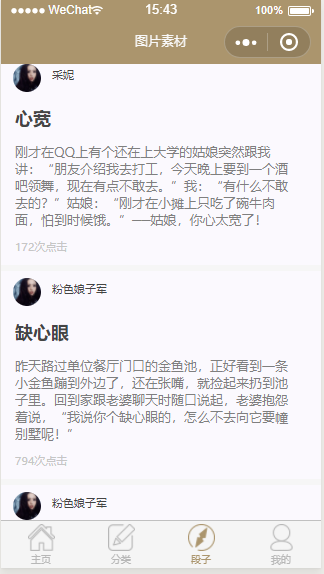 WeChat
15:43
100%
图片素材
采妮
心宽
刚才在QQ上有个还在上大学的姑娘突然跟我
讲：“朋友介绍我去打工，今天晚上要到一个酒
吧领舞，现在有点不敢去。”我：“有什么不敢
去的？”姑娘：“刚才在小摊上只吃了碗牛肉
面，怕到时候饿。”──姑娘，你心太宽了！
172次点击
粉色娘子军
缺心眼
昨天路过单位餐厅门口的金鱼池，正好看到一条
小金鱼蹦到外边了，还在张嘴，就捡起来扔到池
子里。回到家跟老婆聊天时随口说起，老婆抱怨
着说，“我说你个缺心眼的，怎么不去向它要幢
别墅呢！”
794次点击
粉色娘子军
主页
分类
段子
我的